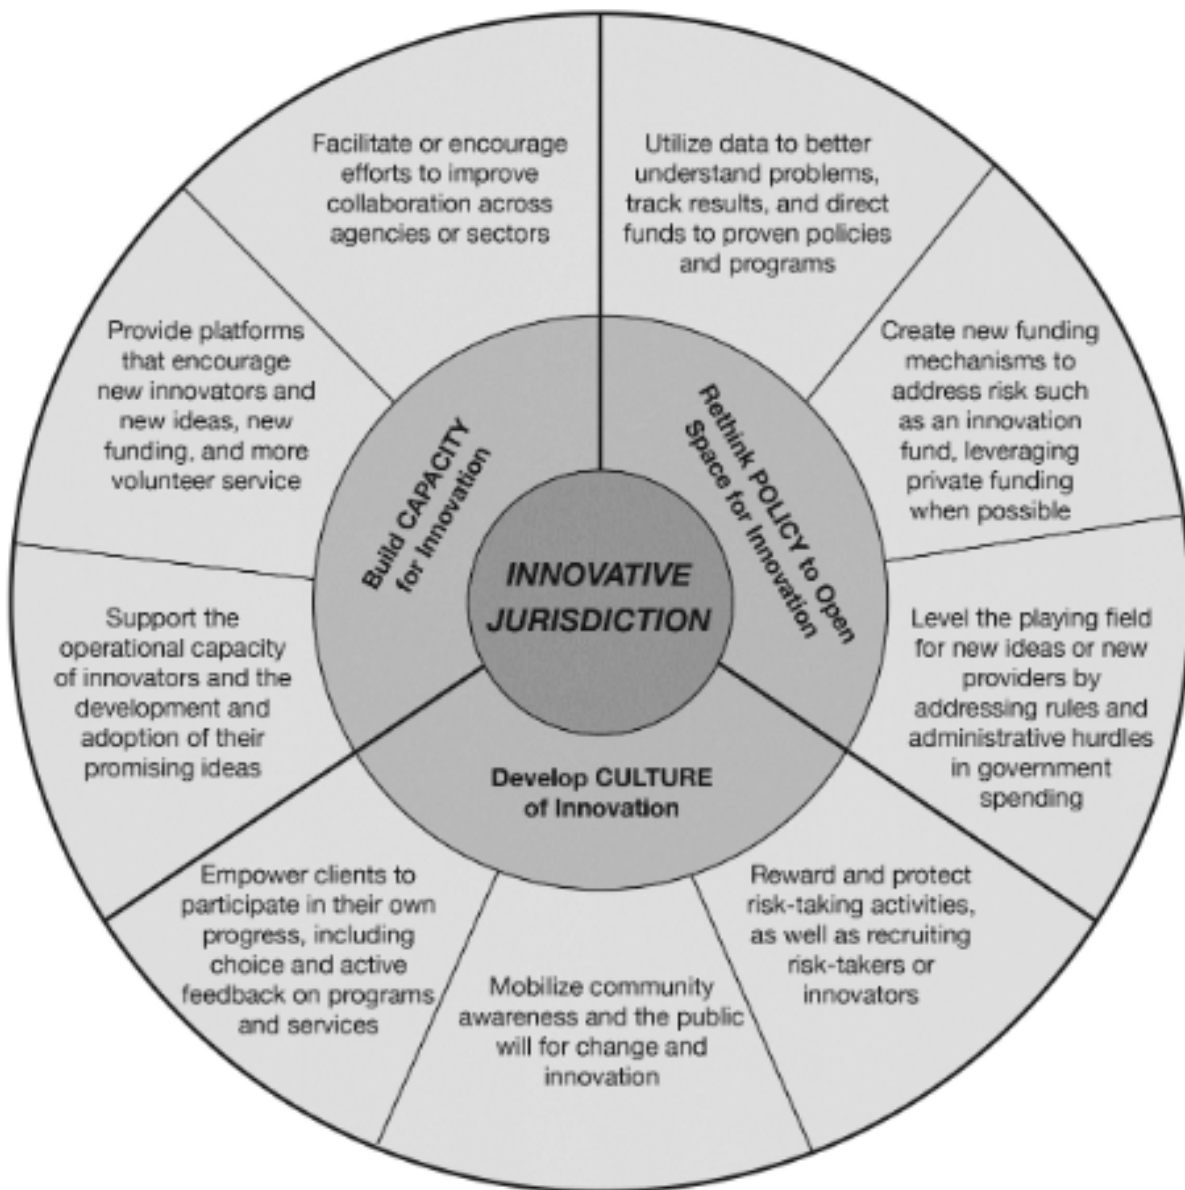 Facilitate or encourage
efforts to improve
collaboration across
agencies or sectors
Utilize data to better
understand problems,
track results, and direct
funds to proven policies
and programs
Provide platforms
that encourage
new innovators and
new ideas, new
funding, and more
volunteer service
Create new funding
mechanisms to
address risk such
as an innovation
fund, leveraging
private funding
when possible
Build CAPACITY
for Innovation
Rethink POLICY to Open
Space for Innovation
INNOVATIVE
JURISDICTION
Support the
operational capacity
of innovators and the
development and
adoption of their
promising ideas
Level the playing field
for new ideas or new
providers by
addressing rules and
administrative hurdles
in government
spending
Develop CULTURE
of Innovation
Empower clients to
participate in their own
progress, including
choice and active
feedback on programs
and services
Mobilize community
awareness and the public
will for change and
innovation
Reward and protect
risk-taking activities,
as well as recruiting
risk-takers or
innovators